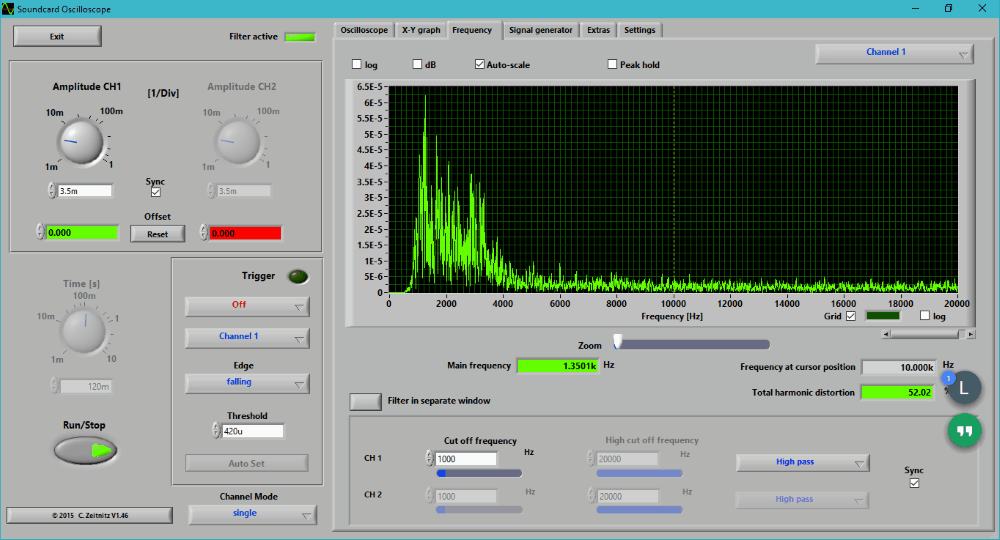 Soundcard Oscilloscope
Exit
Filter active
Amplitude CH1
[1/Div]
Amplitude CH2
10m 100m
1m 1
10m 100m
1m 1
3.5m
Sync
3.5m
Offset
0.000
Reset
0.000
Time [s]
100m
10m 1
1m 10
120m
Run/Stop
© 2015 C. Zeitnitz V1.46
Trigger
Off
Channel 1
Edge
falling
Threshold
420u
Auto Set
Channel Mode
single
Oscilloscope X-Y graph Frequency Signal generator Extras Settings
log dB Auto-scale Peak hold
Channel 1
6.5E-5
6E-5
5.5E-5
5E-5
4.5E-5
4E-5
3.5E-5
3E-5
2.5E-5
2E-5
1.5E-5
1E-5
5E-6
0
0 2000 4000 6000 8000 10000 12000 14000 16000 18000 20000
Frequency [Hz]
Grid log
Zoom
Main frequency 1.3501k Hz
Frequency at cursor position 10.000k Hz
Total harmonic distortion 52.02
1
L
Filter in separate window
Cut off frequency
High cut off frequency
CH 1 1000 Hz 20000 Hz High pass
Sync
CH 2 1000 Hz 20000 Hz High pass